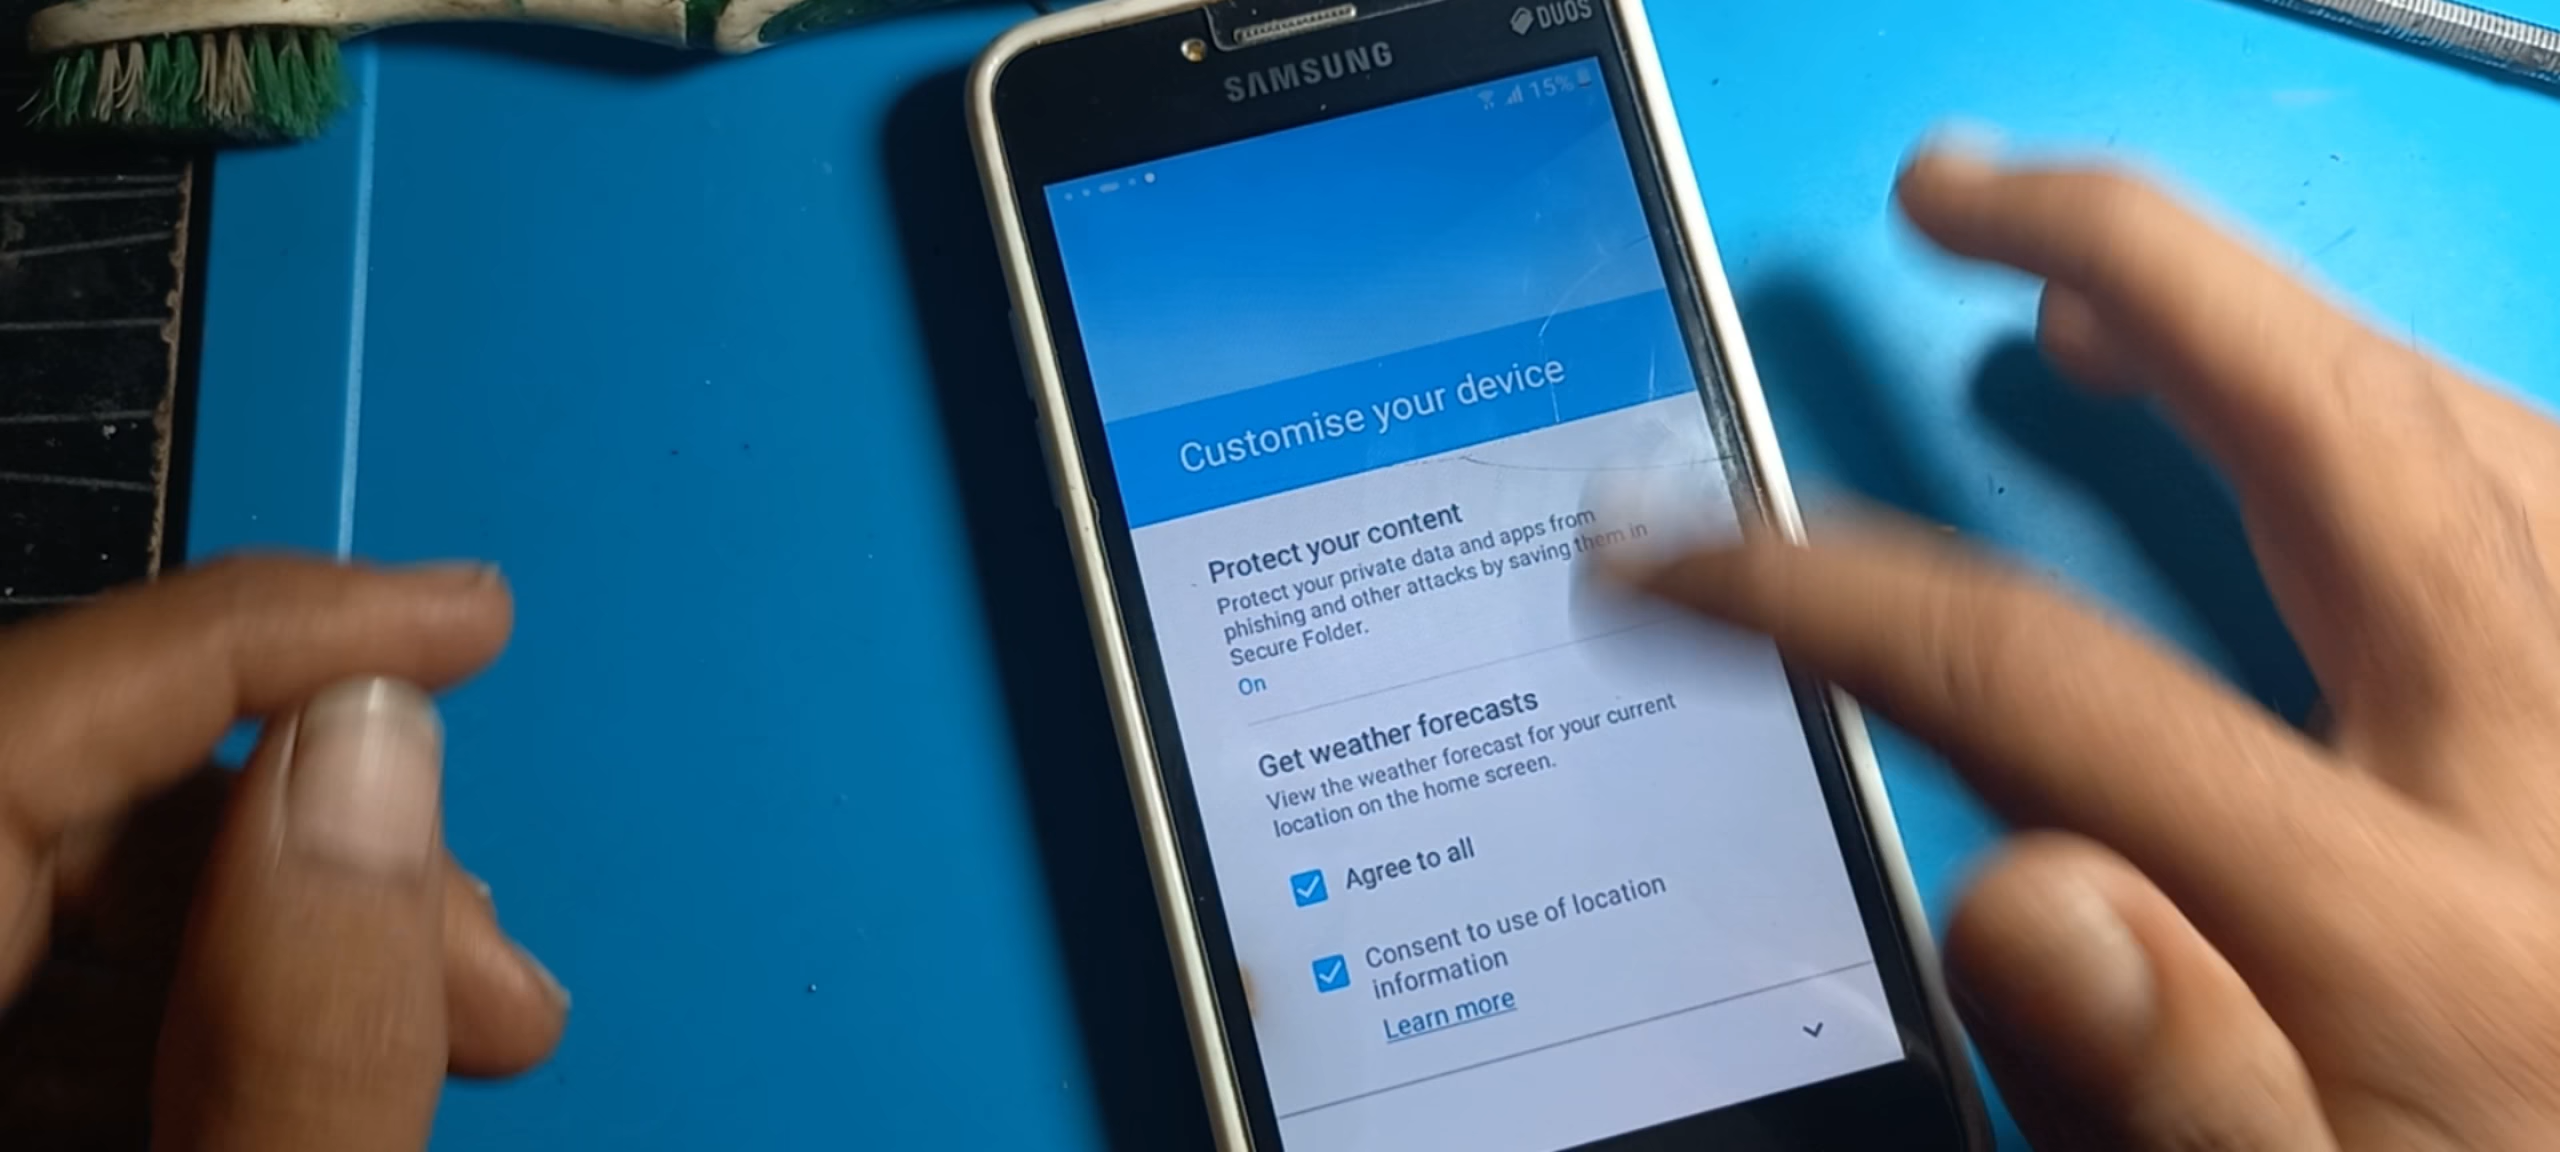 DUOS
SAMSUNG
15%
Customise your device
Protect your content
Protect your private data and apps from
phishing and other attacks by saving them in
Secure Folder.
On
Get weather forecasts
View the weather forecast for your current
location on the home screen.
Agree to all
Consent to use of location
information
Learn more